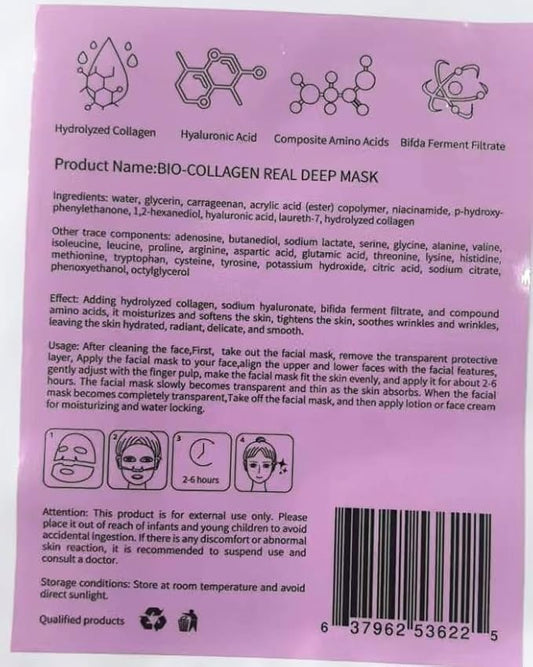 Hydrolyzed Collagen
Hyaluronic Acid
Composite Amino Acids
Bifda Ferment Filtrate
Product Name:BIO-COLLAGEN REAL DEEP MASK
Ingredients: water, glycerin, carrageenan, acrylic acid (ester) copolymer, niacinamide, p-hydroxy-
phenylethanone, 1,2-hexanediol, hyaluronic acid, laureth-7, hydrolyzed collagen
Other trace components: adenosine, butanediol, sodium lactate, serine, glycine, alanine, valine,
isoleucine, leucine, proline, arginine, aspartic acid, glutamic acid, threonine, lysine, histidine,
methionine, tryptophan, cysteine, tyrosine, potassium hydroxide, citric acid, sodium citrate,
phenoxyethanol, octylglycerol
Effect: Adding hydrolyzed collagen, sodium hyaluronate, bifida ferment filtrate, and compound
amino acids, it moisturizes and softens the skin, tightens the skin, soothes wrinkles and wrinkles,
leaving the skin hydrated, radiant, delicate, and smooth.
Usage: After cleaning the face,First, take out the facial mask, remove the transparent protective
layer, Apply the facial mask to your face,align the upper and lower faces with the facial features,
gently adjust with the finger pulp, make the facial mask fit the skin evenly, and apply it for about 2-6
hours. The facial mask slowly becomes transparent and thin as the skin absorbs. When the facial
mask becomes completely transparent,Take off the facial mask, and then apply lotion or face cream
for moisturizing and water locking.
1
2
3
4
2-6 hours
Attention: This product is for external use only. Please
place it out of reach of infants and young children to avoid
accidental ingestion. If there is any discomfort or abnormal
skin reaction, it is recommended to suspend use and
consult a doctor.
Storage conditions: Store at room temperature and avoid
direct sunlight.
Qualified products
6 37962 53622 5